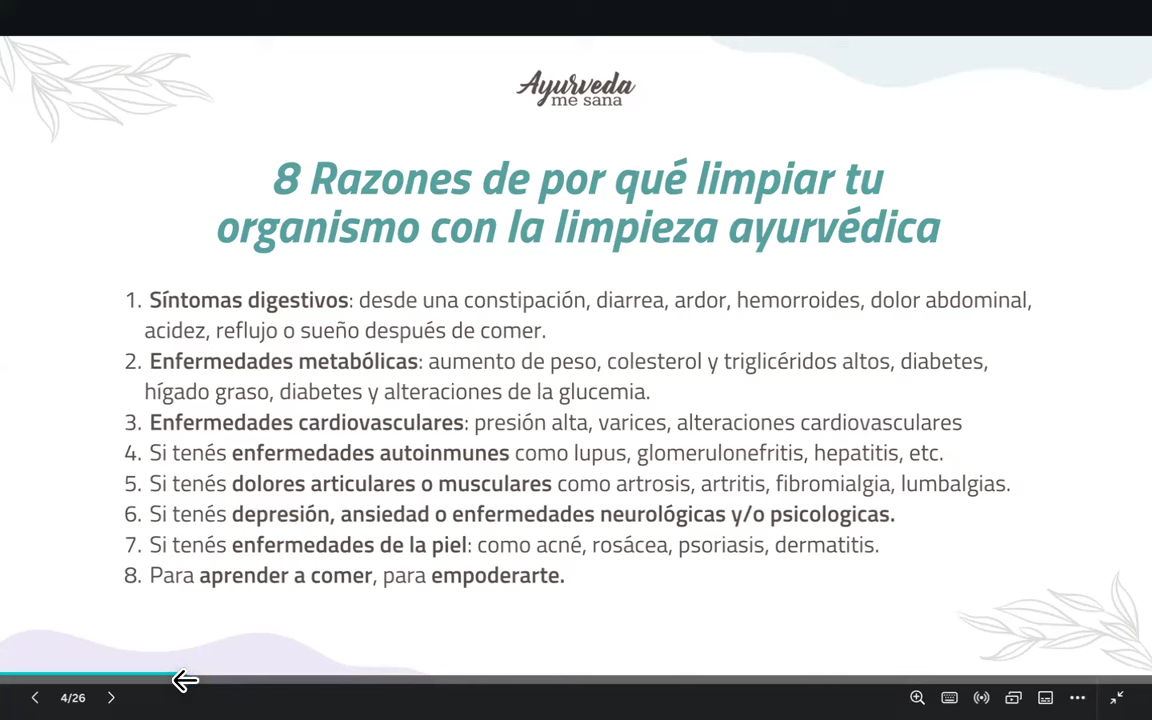 Ayurveda
me sana
8 Razones de por qué limpiar tu
organismo con la limpieza ayurvédica
1. Síntomas digestivos: desde una constipación, diarrea, ardor, hemorroides, dolor abdominal,
acidez, reflujo o sueño después de comer.
2. Enfermedades metabólicas: aumento de peso, colesterol y triglicéridos altos, diabetes,
hígado graso, diabetes y alteraciones de la glucemia.
3. Enfermedades cardiovasculares: presión alta, varices, alteraciones cardiovasculares
4. Si tenés enfermedades autoinmunes como lupus, glomerulonefritis, hepatitis, etc.
5. Si tenés dolores articulares o musculares como artrosis, artritis, fibromialgia, lumbalgias.
6. Si tenés depresión, ansiedad o enfermedades neurológicas y/o psicologicas.
7. Si tenés enfermedades de la piel: como acné, rosácea, psoriasis, dermatitis.
8. Para aprender a comer, para empoderarte.
4/26